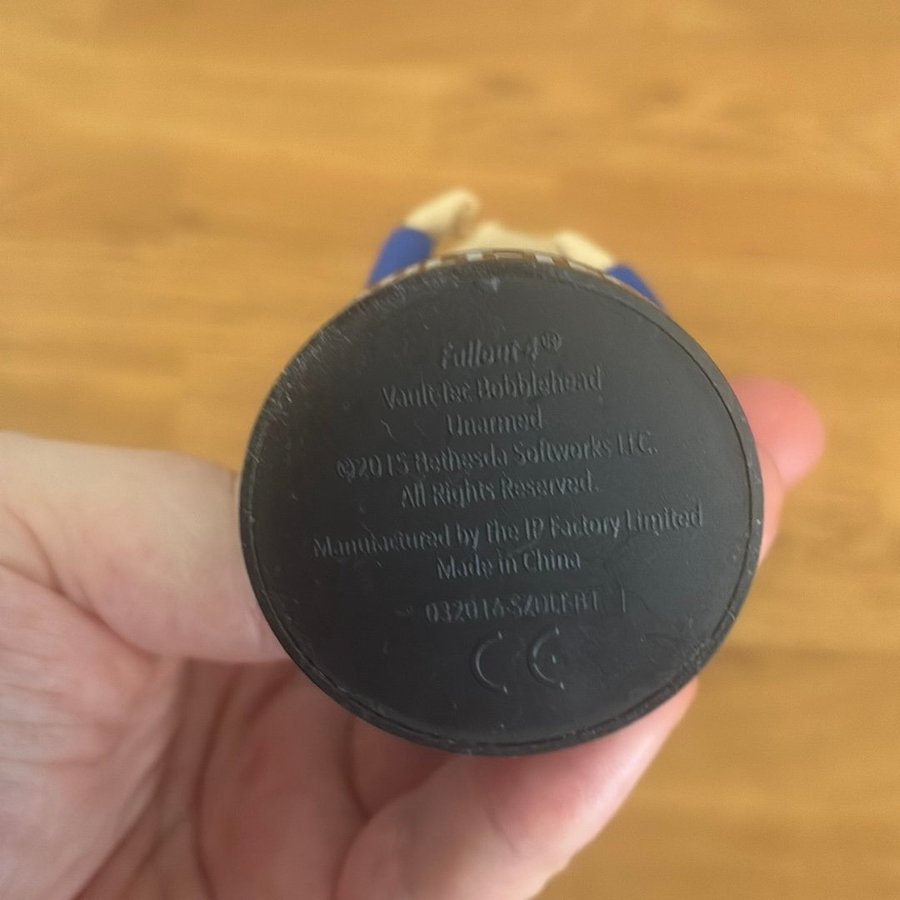 Fallout 4®
Vault-Tec Bobblehead
Unarmed
©2015 Bethesda Softworks LLC.
All Rights Reserved.
Manufactured by The IP Factory Limited
Made in China
CE